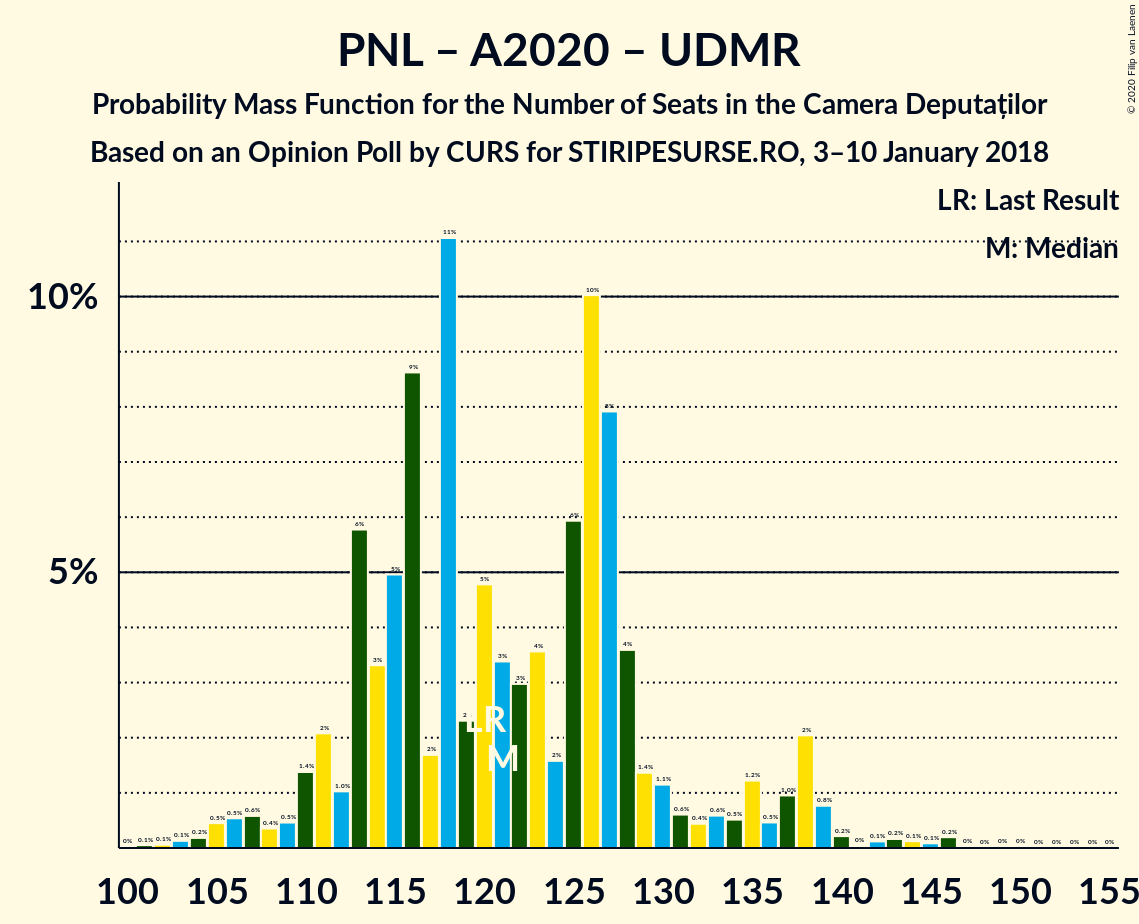 PNL – A2020 – UDMR
Probability Mass Function for the Number of Seats in the Camera Deputaților
Based on an Opinion Poll by CURS for STIRIPESURSE.RO, 3–10 January 2018
© 2020 Filip van Laenen
LR: Last Result
M: Median
10%
5%
0% 0.1% 0.1% 0.1% 0.2% 0.5% 0.5% 0.6% 0.4% 0.5% 1.4% 2% 1.0% 6% 3% 5% 9% 2% 11% 2 5% 3% 3% 4% 2% 6% 10% 8% 4% 1.4% 1.1% 0.6% 0.4% 0.6% 0.5% 1.2% 0.5% 1.0% 2% 0.8% 0.2% 0% 0.1% 0.2% 0.1% 0.1% 0.2% 0% 0% 0% 0% 0% 0% 0% 0% 0%
LR
M
100 105 110 115 120 125 130 135 140 145 150 155